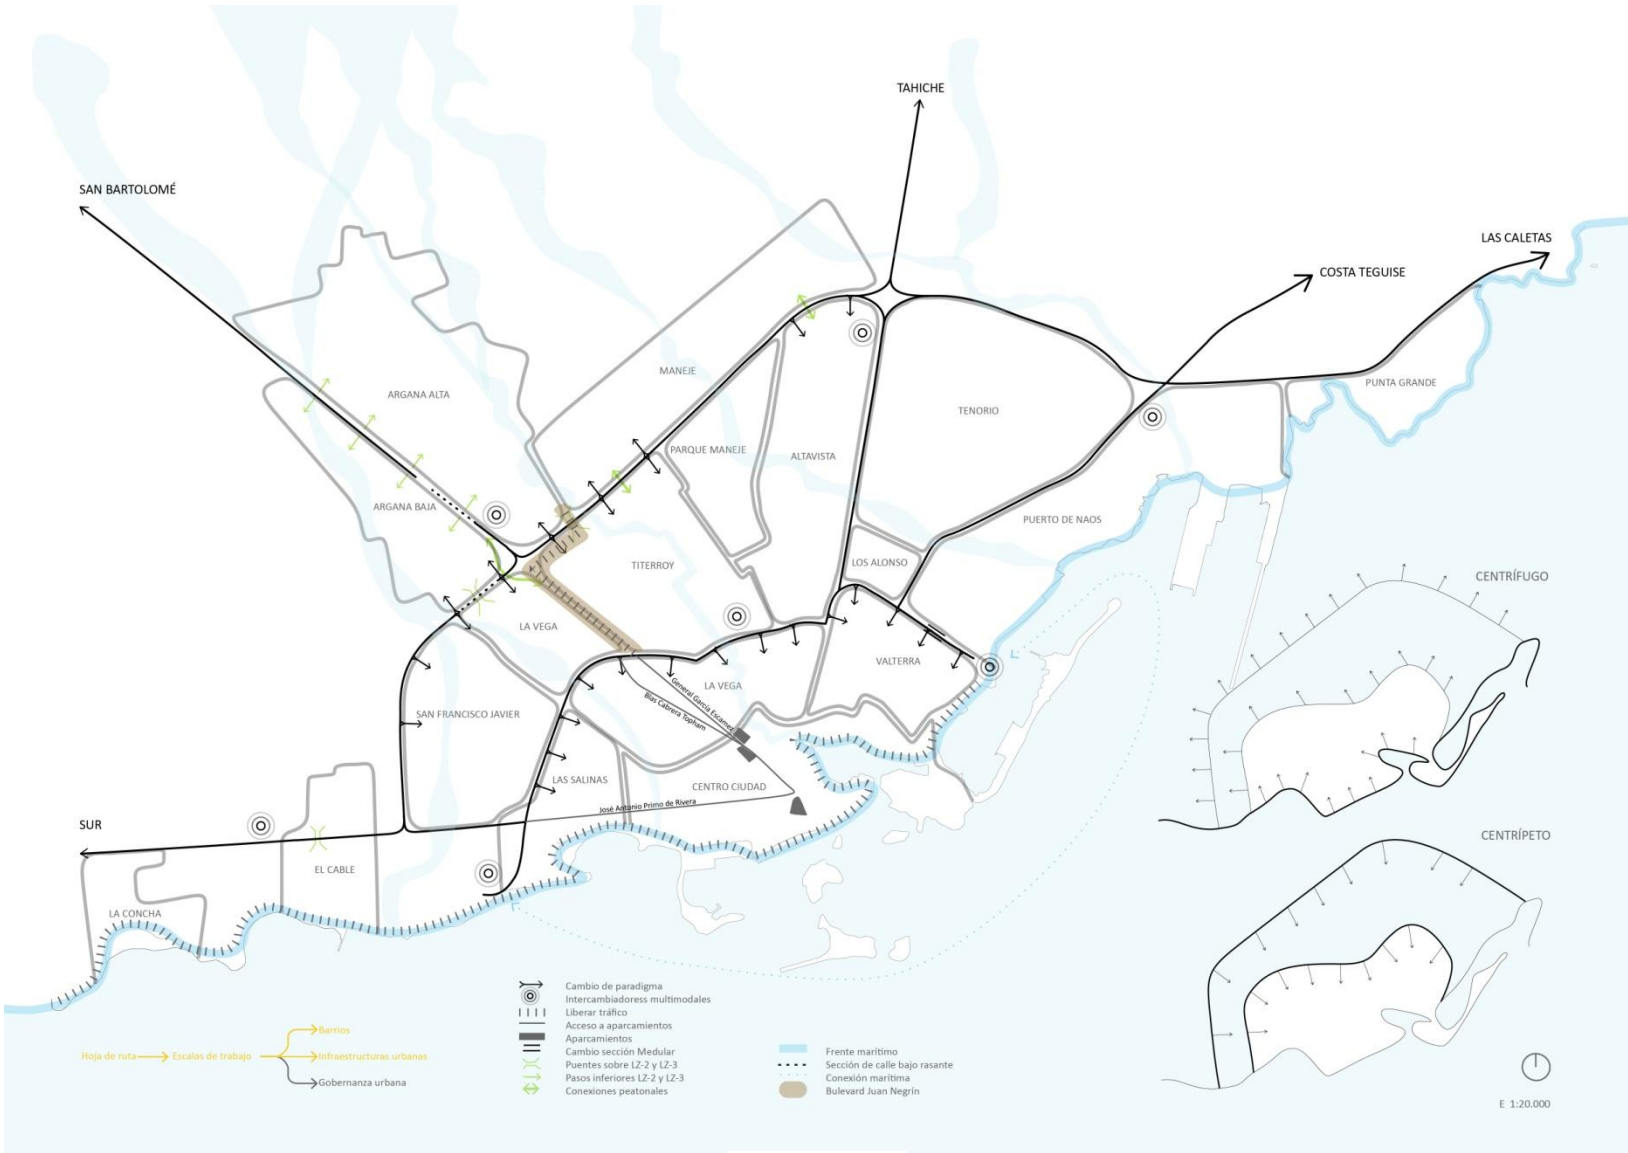 TAHICHE
SAN BARTOLOMÉ
LAS CALETAS
COSTA TEGUISE
MANEJE
PUNTA GRANDE
ARGANA ALTA
TENORIO
PARQUE MANEJE
ALTAVISTA
ARGANA BAJA
PUERTO DE NAOS
TITERROY
LOS ALONSO
CENTRÍFUGO
LA VEGA
VALTERRA
LA VEGA
General García Escamez
Blas Cabrera Topham
SAN FRANCISCO JAVIER
LAS SALINAS
CENTRO CIUDAD
José Antonio Primo de Rivera
SUR
CENTRÍPETO
EL CABLE
LA CONCHA
Cambio de paradigma
Intercambiadoress multimodales
Liberar tráfico
Acceso a aparcamientos
Aparcamientos
Cambio sección Medular
Puentes sobre LZ-2 y LZ-3
Pasos inferiores LZ-2 y LZ-3
Conexiones peatonales
Frente marítimo
Sección de calle bajo rasante
Conexión marítima
Bulevard Juan Negrín
Barrios
Hoja de ruta Escalas de trabajo Infraestructuras urbanas
Gobernanza urbana
E 1:20.000